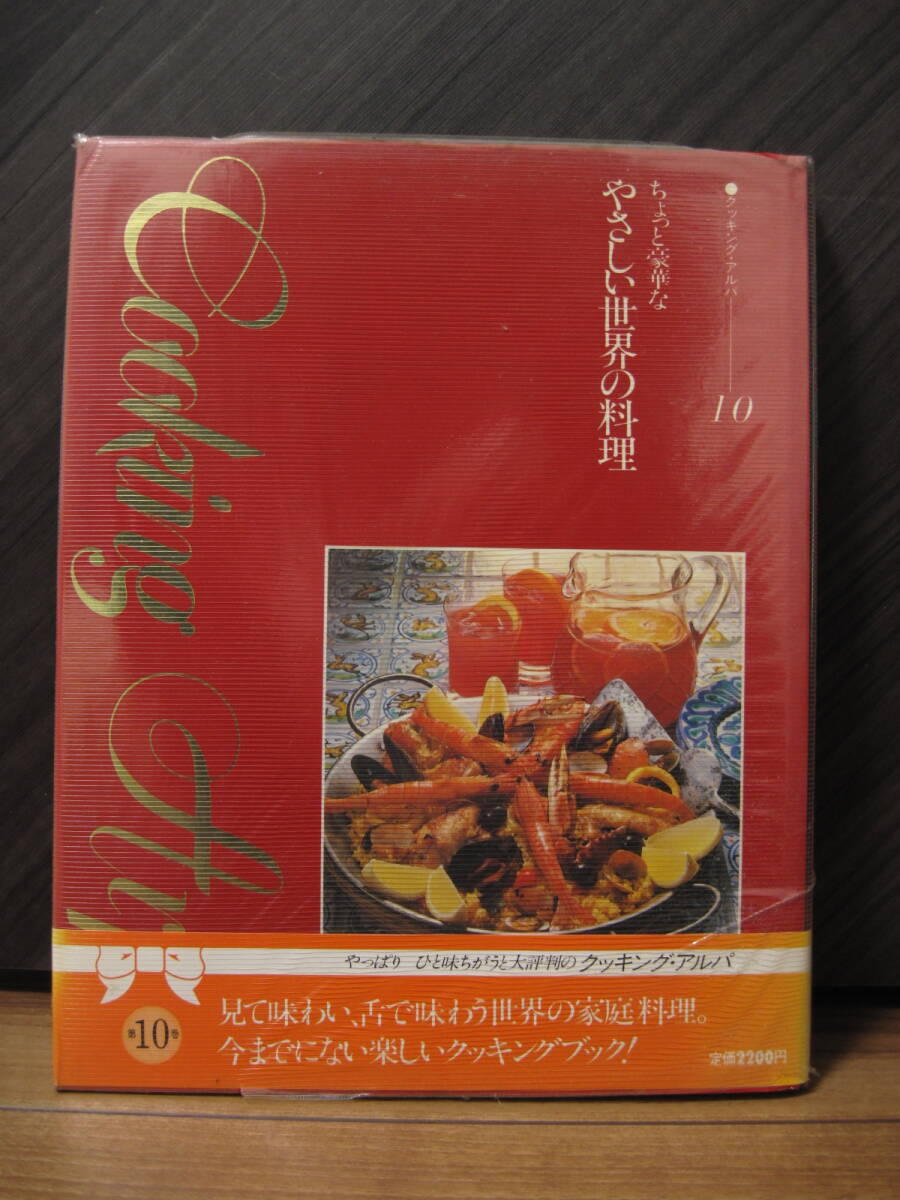 ●クッキング・アルパ 10
ちょっと豪華な
やさしい世界の料理
Cooking
やっぱり ひと味ちがうと大評判の クッキング・アルパ
第10巻
見て味わい、舌で味わう世界の家庭料理。
今までにない楽しいクッキングブック!
定価2200円